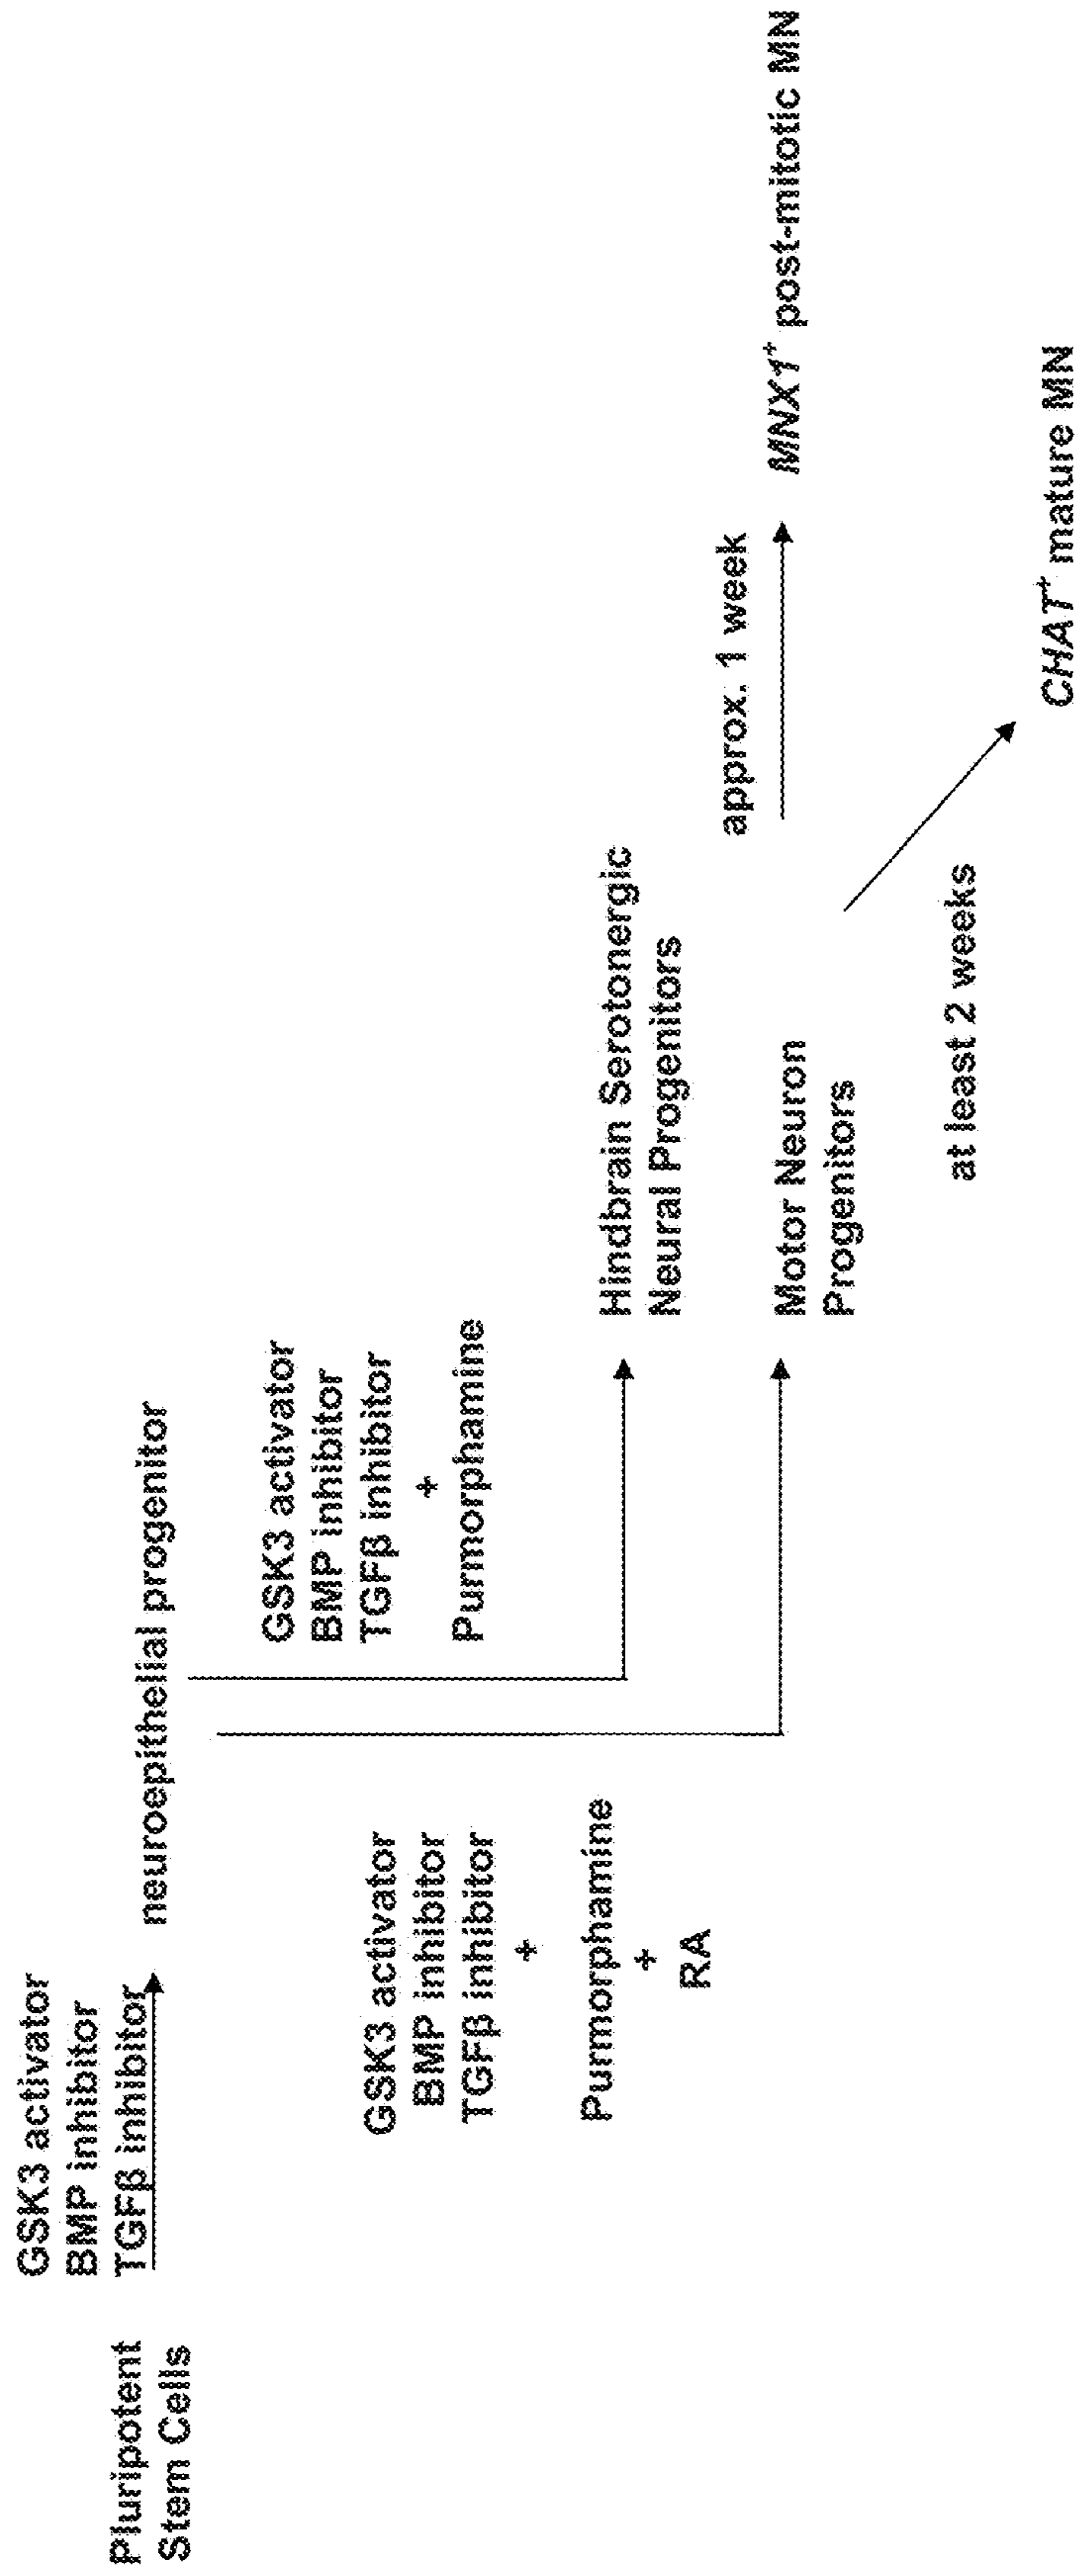 GSK3 activator
BMP inhibitor
TGFβ inhibitor
Pluripotent
Stem Cells
neuroepithelial progenitor
GSK3 activator
BMP inhibitor
TGFβ inhibitor
+
Purmorphamine
+
RA
GSK3 activator
BMP inhibitor
TGFβ inhibitor
+
Purmorphamine
Hindbrain Serotonergic
Neural Progenitors
Motor Neuron
Progenitors
approx. 1 week
MNX1+ post-mitotic MN
at least 2 weeks
CHAT+ mature MN